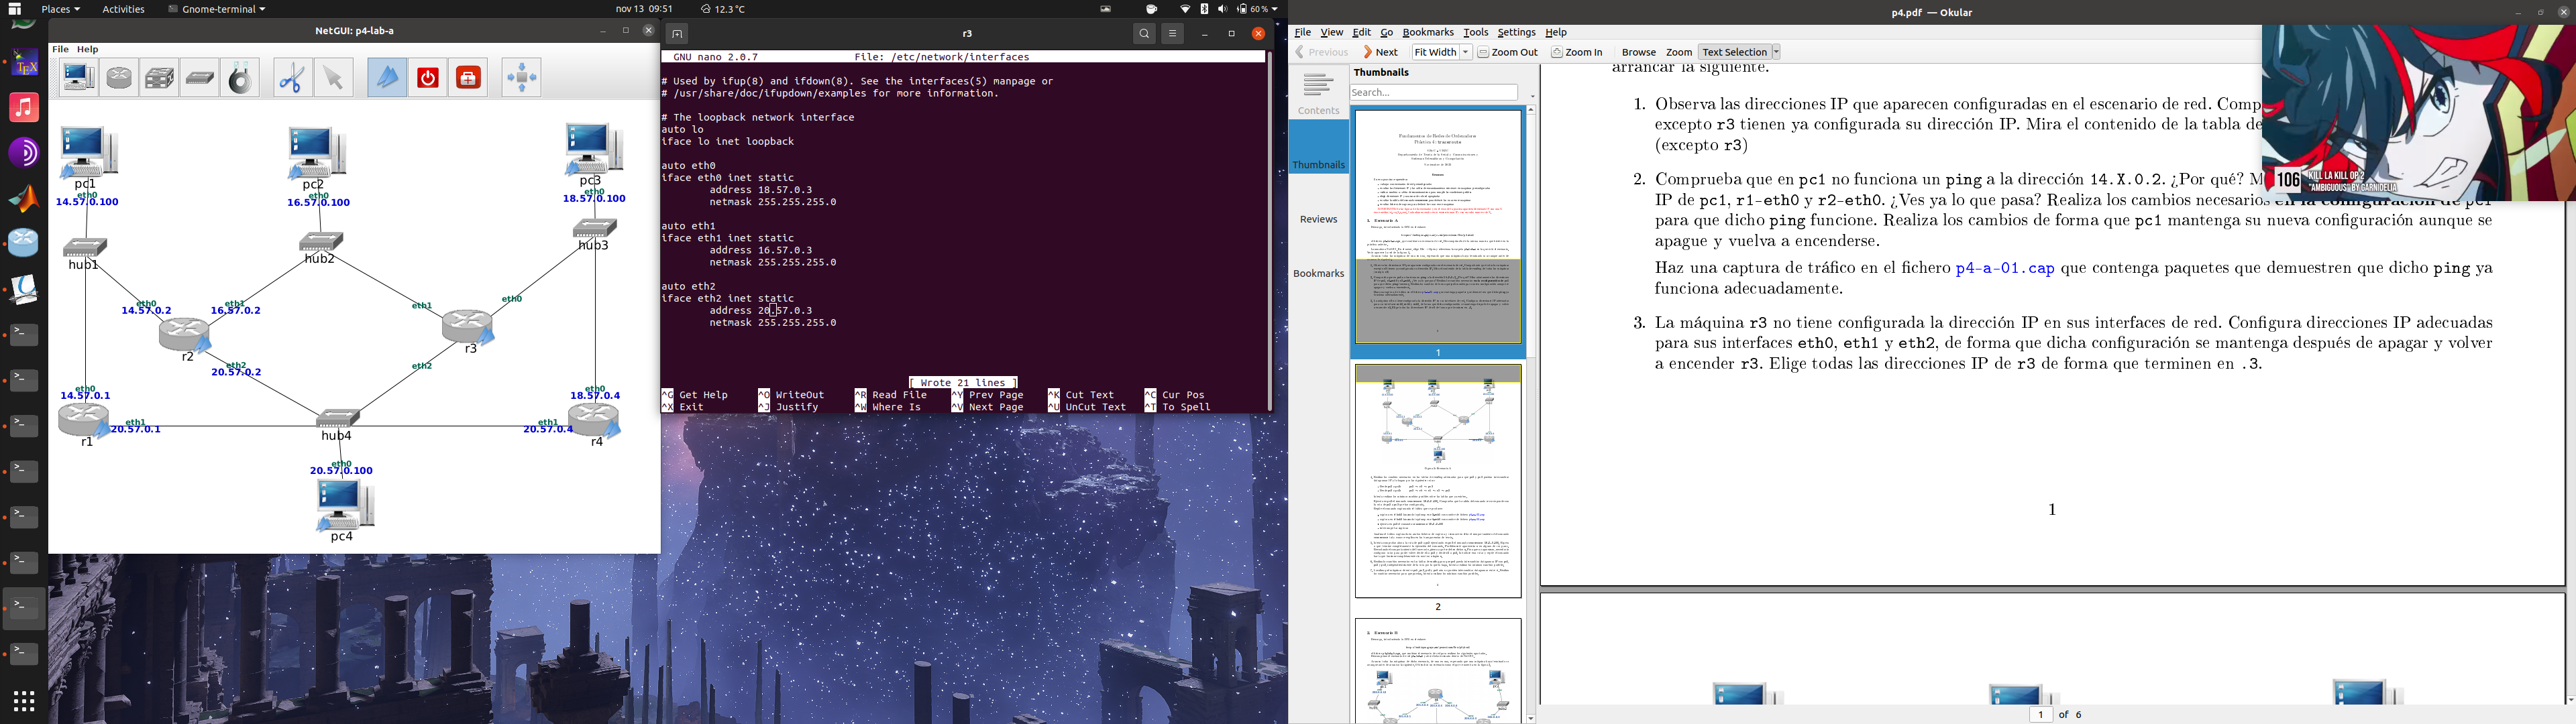 Places
Activities
Gnome-terminal
nov 13 09:51
12.3 °C
60 %
NetGUI: p4-lab-a
File Help
pc1
eth0
14.57.0.100
pc2
eth0
16.57.0.100
pc3
eth0
18.57.0.100
hub1
hub2
hub3
eth0
14.57.0.2
eth1
16.57.0.2
eth1
eth0
r2
r3
eth2
20.57.0.2
eth2
eth0
14.57.0.1
eth0
18.57.0.4
r1
20.57.0.1
hub4
eth1
20.57.0.4
r4
eth0
20.57.0.100
pc4
r3
GNU nano 2.0.7 File: /etc/network/interfaces
# Used by ifup(8) and ifdown(8). See the interfaces(5) manpage or
# /usr/share/doc/ifupdown/examples for more information.
# The loopback network interface
auto lo
iface lo inet loopback
auto eth0
iface eth0 inet static
address 18.57.0.3
netmask 255.255.255.0
auto eth1
iface eth1 inet static
address 16.57.0.3
netmask 255.255.255.0
auto eth2
iface eth2 inet static
address 20.57.0.3
netmask 255.255.255.0
[ Wrote 21 lines ]
^G Get Help ^O WriteOut ^R Read File ^Y Prev Page ^K Cut Text ^C Cur Pos
^X Exit ^J Justify ^W Where Is ^V Next Page ^U UnCut Text ^T To Spell
p4.pdf — Okular
File View Edit Go Bookmarks Tools Settings Help
Previous Next Fit Width Zoom Out Zoom In Browse Zoom Text Selection
Contents
Thumbnails
Reviews
Bookmarks
Thumbnails
Search...
1
2
arrancar la siguiente.
1. Observa las direcciones IP que aparecen configuradas en el escenario de red. Comp
excepto r3 tienen ya configurada su dirección IP. Mira el contenido de la tabla de
(excepto r3)
2. Comprueba que en pc1 no funciona un ping a la dirección 14.X.0.2. ¿Por qué? M
IP de pc1, r1-eth0 y r2-eth0. ¿Ves ya lo que pasa? Realiza los cambios necesarios en la configuración de pc1
para que dicho ping funcione. Realiza los cambios de forma que pc1 mantenga su nueva configuración aunque se
apague y vuelva a encenderse.
Haz una captura de tráfico en el fichero p4-a-01.cap que contenga paquetes que demuestren que dicho ping ya
funciona adecuadamente.
3. La máquina r3 no tiene configurada la dirección IP en sus interfaces de red. Configura direcciones IP adecuadas
para sus interfaces eth0, eth1 y eth2, de forma que dicha configuración se mantenga después de apagar y volver
a encender r3. Elige todas las direcciones IP de r3 de forma que terminen en .3.
1
106
KILL LA KILL OP 2
"AMBIGUOUS" BY GARNIDELIA
1 of 6